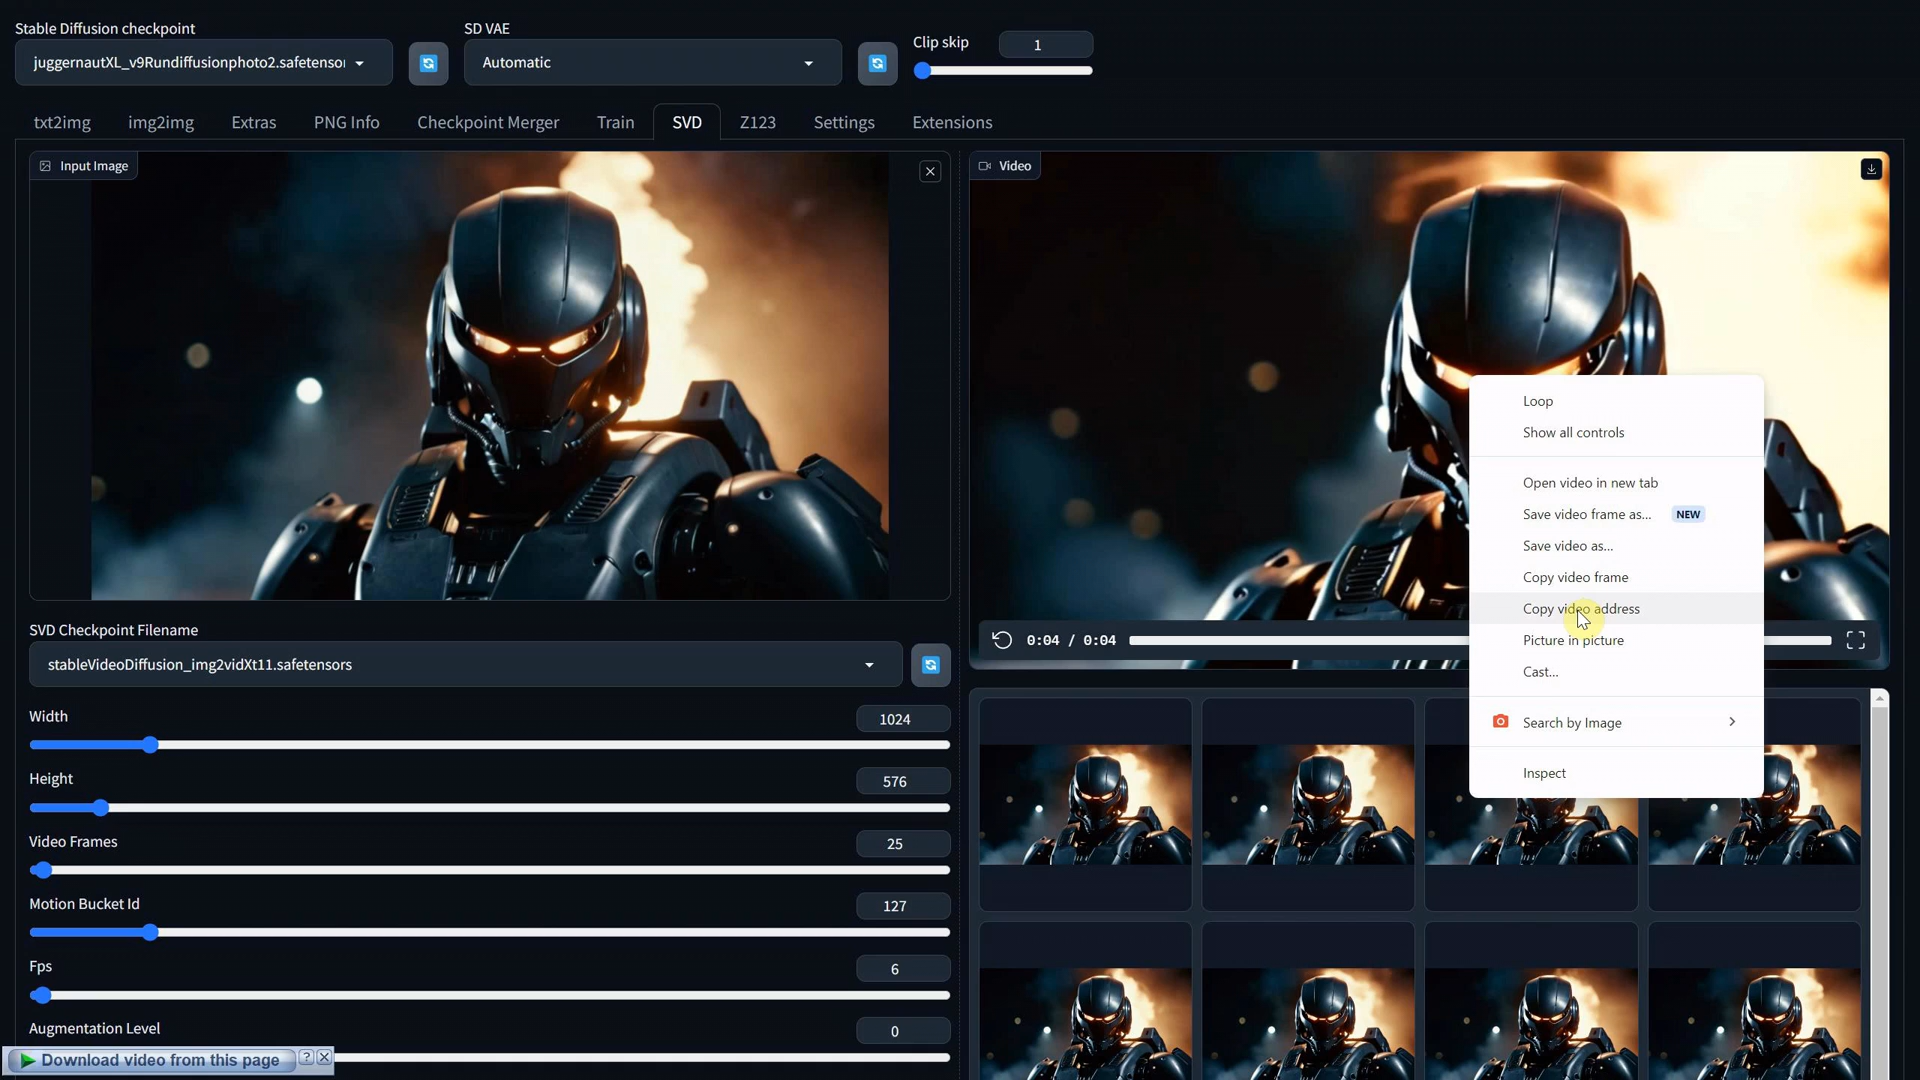 Stable Diffusion checkpoint
juggernautXL_v9Rundiffusionphoto2.safetensor
SD VAE
Automatic
Clip skip
1
txt2img
img2img
Extras
PNG Info
Checkpoint Merger
Train
SVD
Z123
Settings
Extensions
Input Image
Video
Loop
Show all controls
Open video in new tab
Save video frame as... NEW
Save video as...
Copy video frame
Copy video address
Picture in picture
Cast...
Search by Image
Inspect
0:04 / 0:04
SVD Checkpoint Filename
stableVideoDiffusion_img2vidXt11.safetensors
Width
1024
Height
576
Video Frames
25
Motion Bucket Id
127
Fps
6
Augmentation Level
0
Download video from this page ?